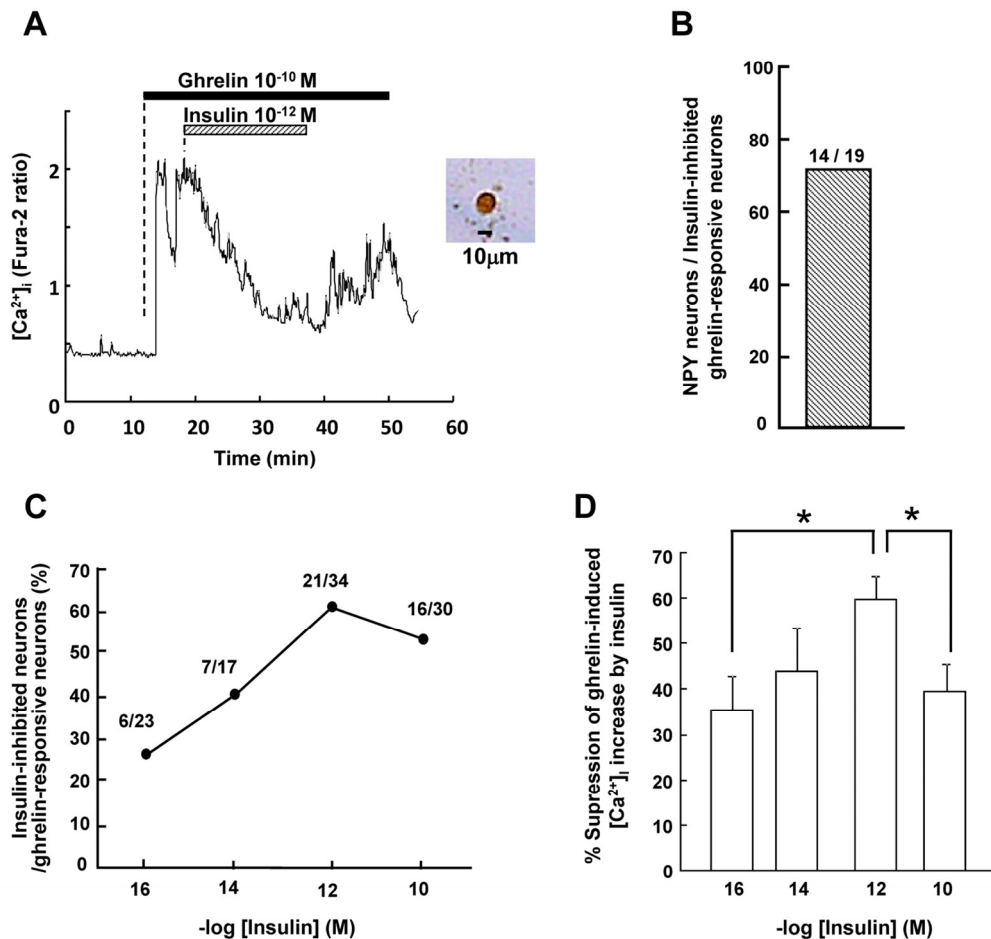 A
Ghrelin 10⁻¹⁰ M
Insulin 10⁻¹² M
[Ca²⁺]ᵢ (Fura-2 ratio)
2
1
0
0 10 20 30 40 50 60
Time (min)
10μm
B
NPY neurons / Insulin-inhibited
ghrelin-responsive neurons
100
80
60
40
20
0
14 / 19
C
Insulin-inhibited neurons
/ghrelin-responsive neurons (%)
70
60
50
40
30
20
10
0
6/23
7/17
21/34
16/30
16 14 12 10
-log [Insulin] (M)
D
% Supression of ghrelin-induced
[Ca²⁺]ᵢ increase by insulin
70
60
50
40
30
20
10
0
*
*
16 14 12 10
-log [Insulin] (M)